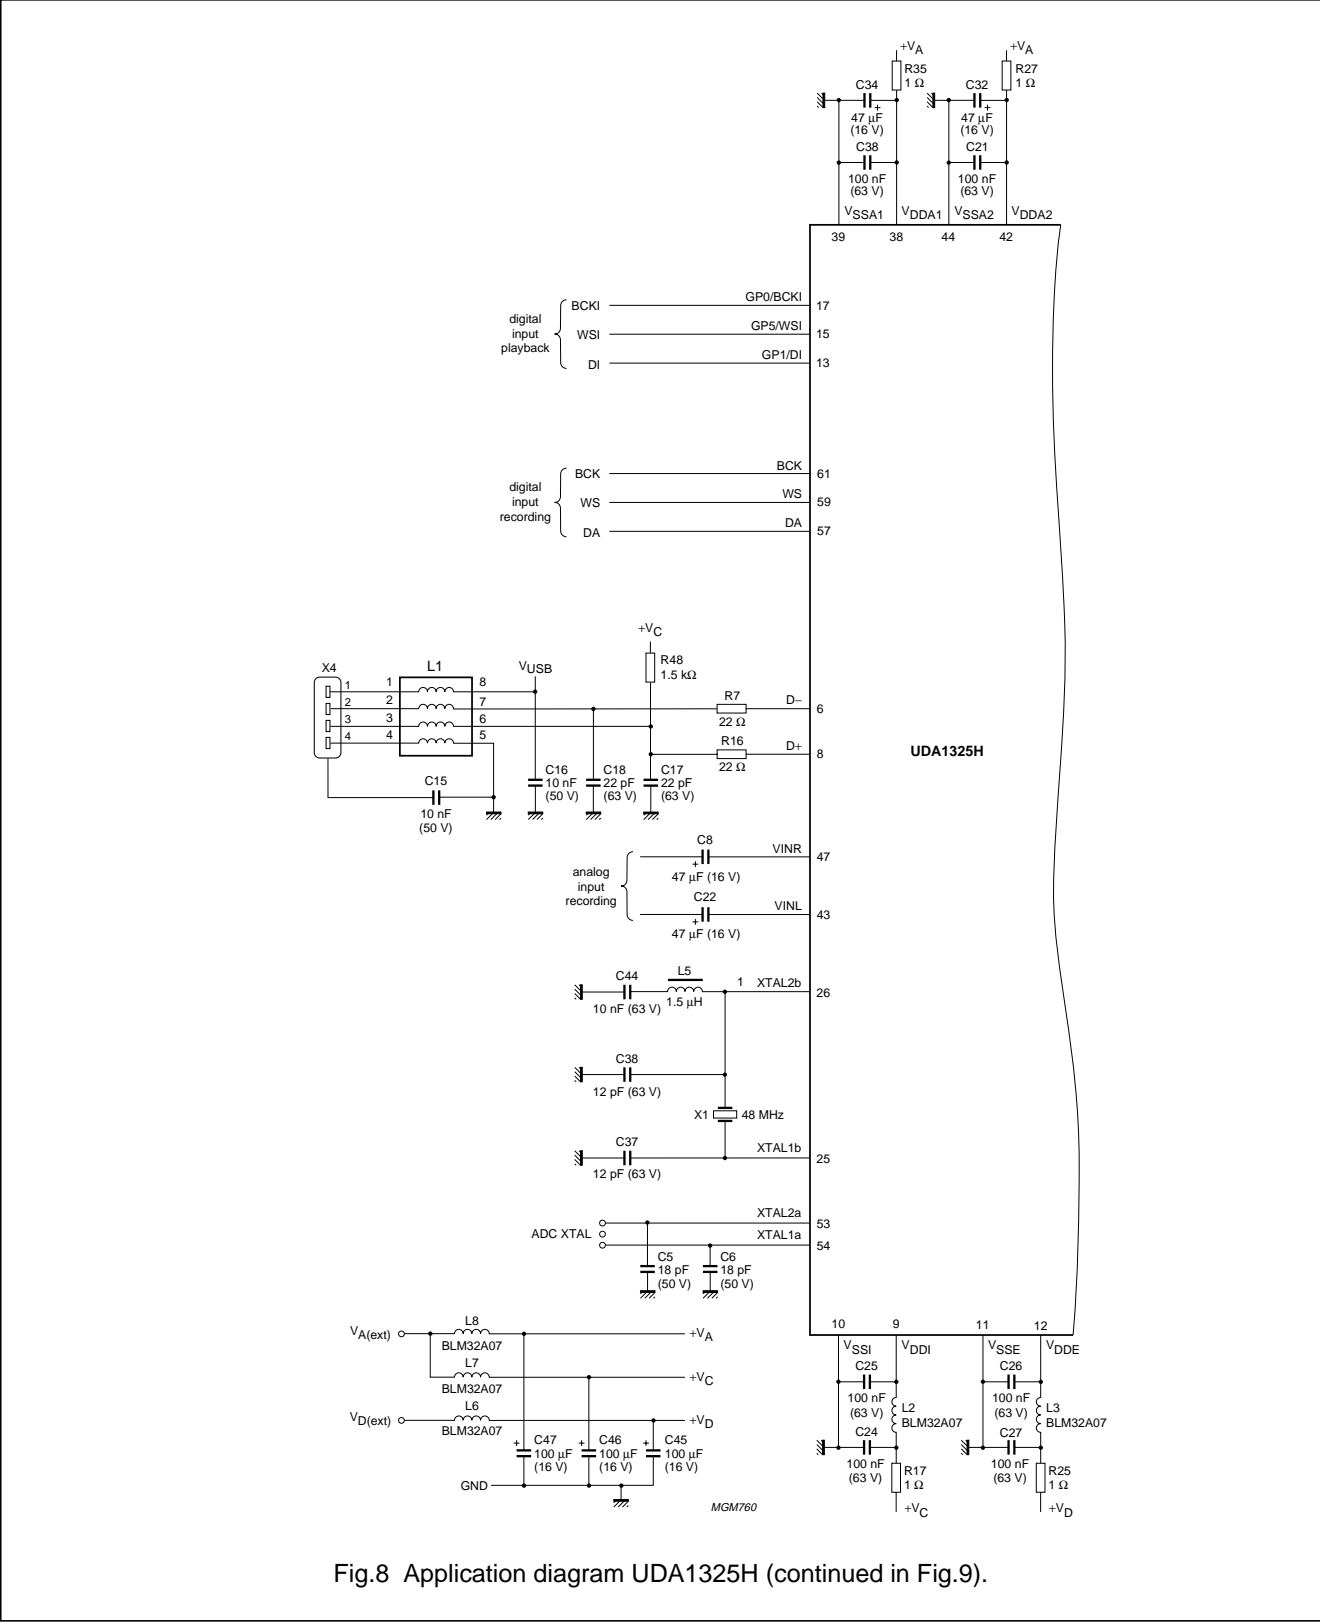 +VA
R35
1 Ω
C34
47 μF
(16 V)
+
C38
100 nF
(63 V)
+VA
R27
1 Ω
C32
47 μF
(16 V)
+
C21
100 nF
(63 V)
VSSA1
VDDA1
VSSA2
VDDA2
39
38
44
42
digital
input
playback
BCKI
GP0/BCKI
17
WSI
GP5/WSI
15
DI
GP1/DI
13
digital
input
recording
BCK
BCK
61
WS
WS
59
DA
DA
57
+VC
R48
1.5 kΩ
X4
1
2
3
4
L1
1
2
3
4
8
7
6
5
VUSB
R7
22 Ω
D−
6
R16
22 Ω
D+
8
UDA1325H
C15
10 nF
(50 V)
C16
10 nF
(50 V)
C18
22 pF
(63 V)
C17
22 pF
(63 V)
analog
input
recording
C8
+
47 μF (16 V)
VINR
47
C22
+
47 μF (16 V)
VINL
43
C44
10 nF (63 V)
L5
1.5 μH
1
XTAL2b
26
C38
12 pF (63 V)
X1
48 MHz
C37
12 pF (63 V)
XTAL1b
25
ADC XTAL
XTAL2a
53
XTAL1a
54
C5
18 pF
(50 V)
C6
18 pF
(50 V)
VA(ext)
L8
BLM32A07
+VA
L7
BLM32A07
+VC
VD(ext)
L6
BLM32A07
+VD
+
C47
100 μF
(16 V)
+
C46
100 μF
(16 V)
+
C45
100 μF
(16 V)
GND
10
9
11
12
VSSI
VDDI
VSSE
VDDE
C25
100 nF
(63 V)
L2
BLM32A07
C24
100 nF
(63 V)
R17
1 Ω
+VC
C26
100 nF
(63 V)
L3
BLM32A07
C27
100 nF
(63 V)
R25
1 Ω
+VD
MGM760
Fig.8 Application diagram UDA1325H (continued in Fig.9).